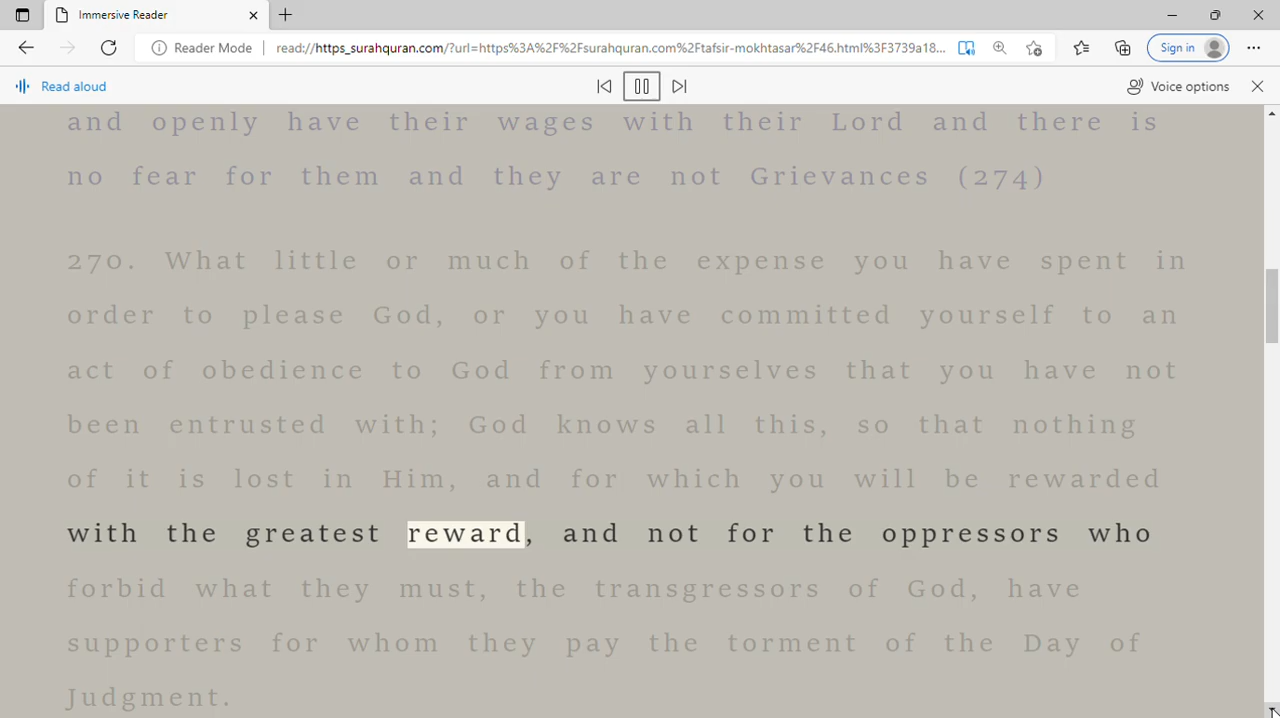 Immersive Reader
Reader Mode
read://https_surahquran.com/?url=https%3A%2F%2Fsurahquran.com%2Ftafsir-mokhtasar%2F46.html%3F3739a18...
Sign in
Read aloud
Voice options
and openly have their wages with their Lord and there is
no fear for them and they are not Grievances (274)
270. What little or much of the expense you have spent in
order to please God, or you have committed yourself to an
act of obedience to God from yourselves that you have not
been entrusted with; God knows all this, so that nothing
of it is lost in Him, and for which you will be rewarded
with the greatest reward, and not for the oppressors who
forbid what they must, the transgressors of God, have
supporters for whom they pay the torment of the Day of
Judgment.